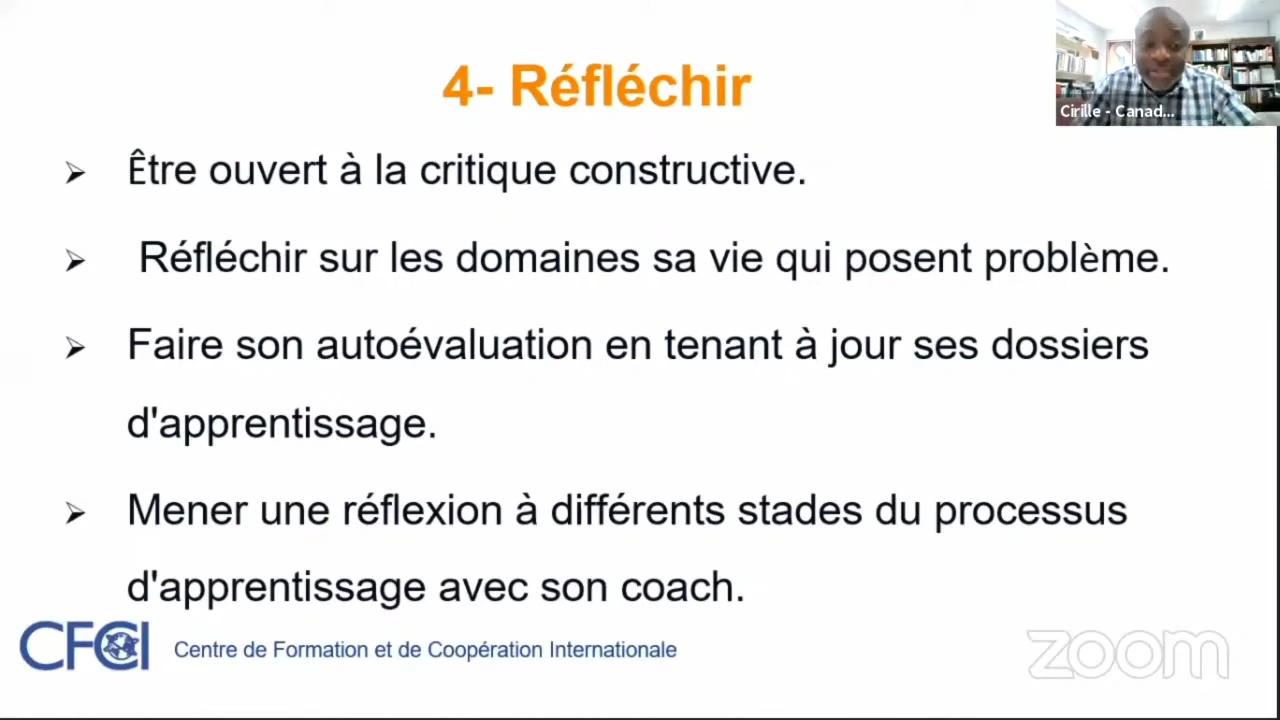 4- Réfléchir
Cirille - Canad...
Être ouvert à la critique constructive.
Réfléchir sur les domaines sa vie qui posent problème.
Faire son autoévaluation en tenant à jour ses dossiers
d'apprentissage.
Mener une réflexion à différents stades du processus
d'apprentissage avec son coach.
CFCI Centre de Formation et de Coopération Internationale
zoom